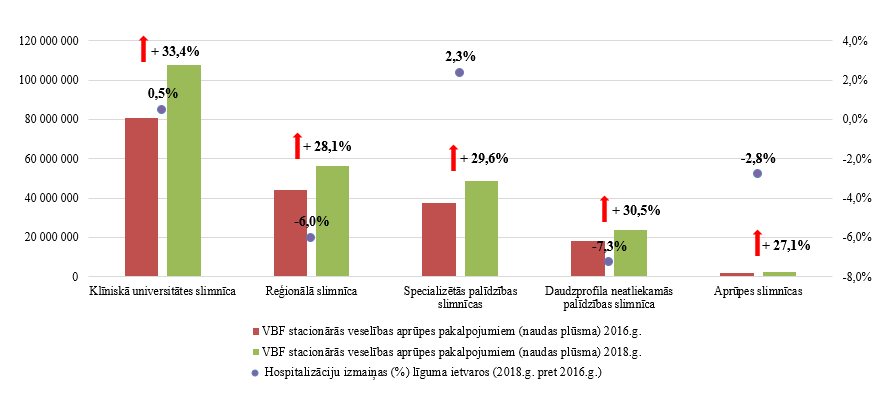 120 000 000
100 000 000
80 000 000
60 000 000
40 000 000
20 000 000
0
4,0%
2,0%
0,0%
-2,0%
-4,0%
-6,0%
-8,0%
+ 33,4%
0,5%
+ 28,1%
-6,0%
2,3%
+ 29,6%
+ 30,5%
-7,3%
-2,8%
+ 27,1%
Klīniskā universitātes slimnīca
Reģionālā slimnīca
Specializētās palīdzības
slimnīcas
Daudzprofila neatliekamās
palīdzības slimnīca
Aprūpes slimnīcas
VBF stacionārās veselības aprūpes pakalpojumiem (naudas plūsma) 2016.g.
VBF stacionārās veselības aprūpes pakalpojumiem (naudas plūsma) 2018.g.
Hospitalizāciju izmaiņas (%) līguma ietvaros (2018.g. pret 2016.g.)